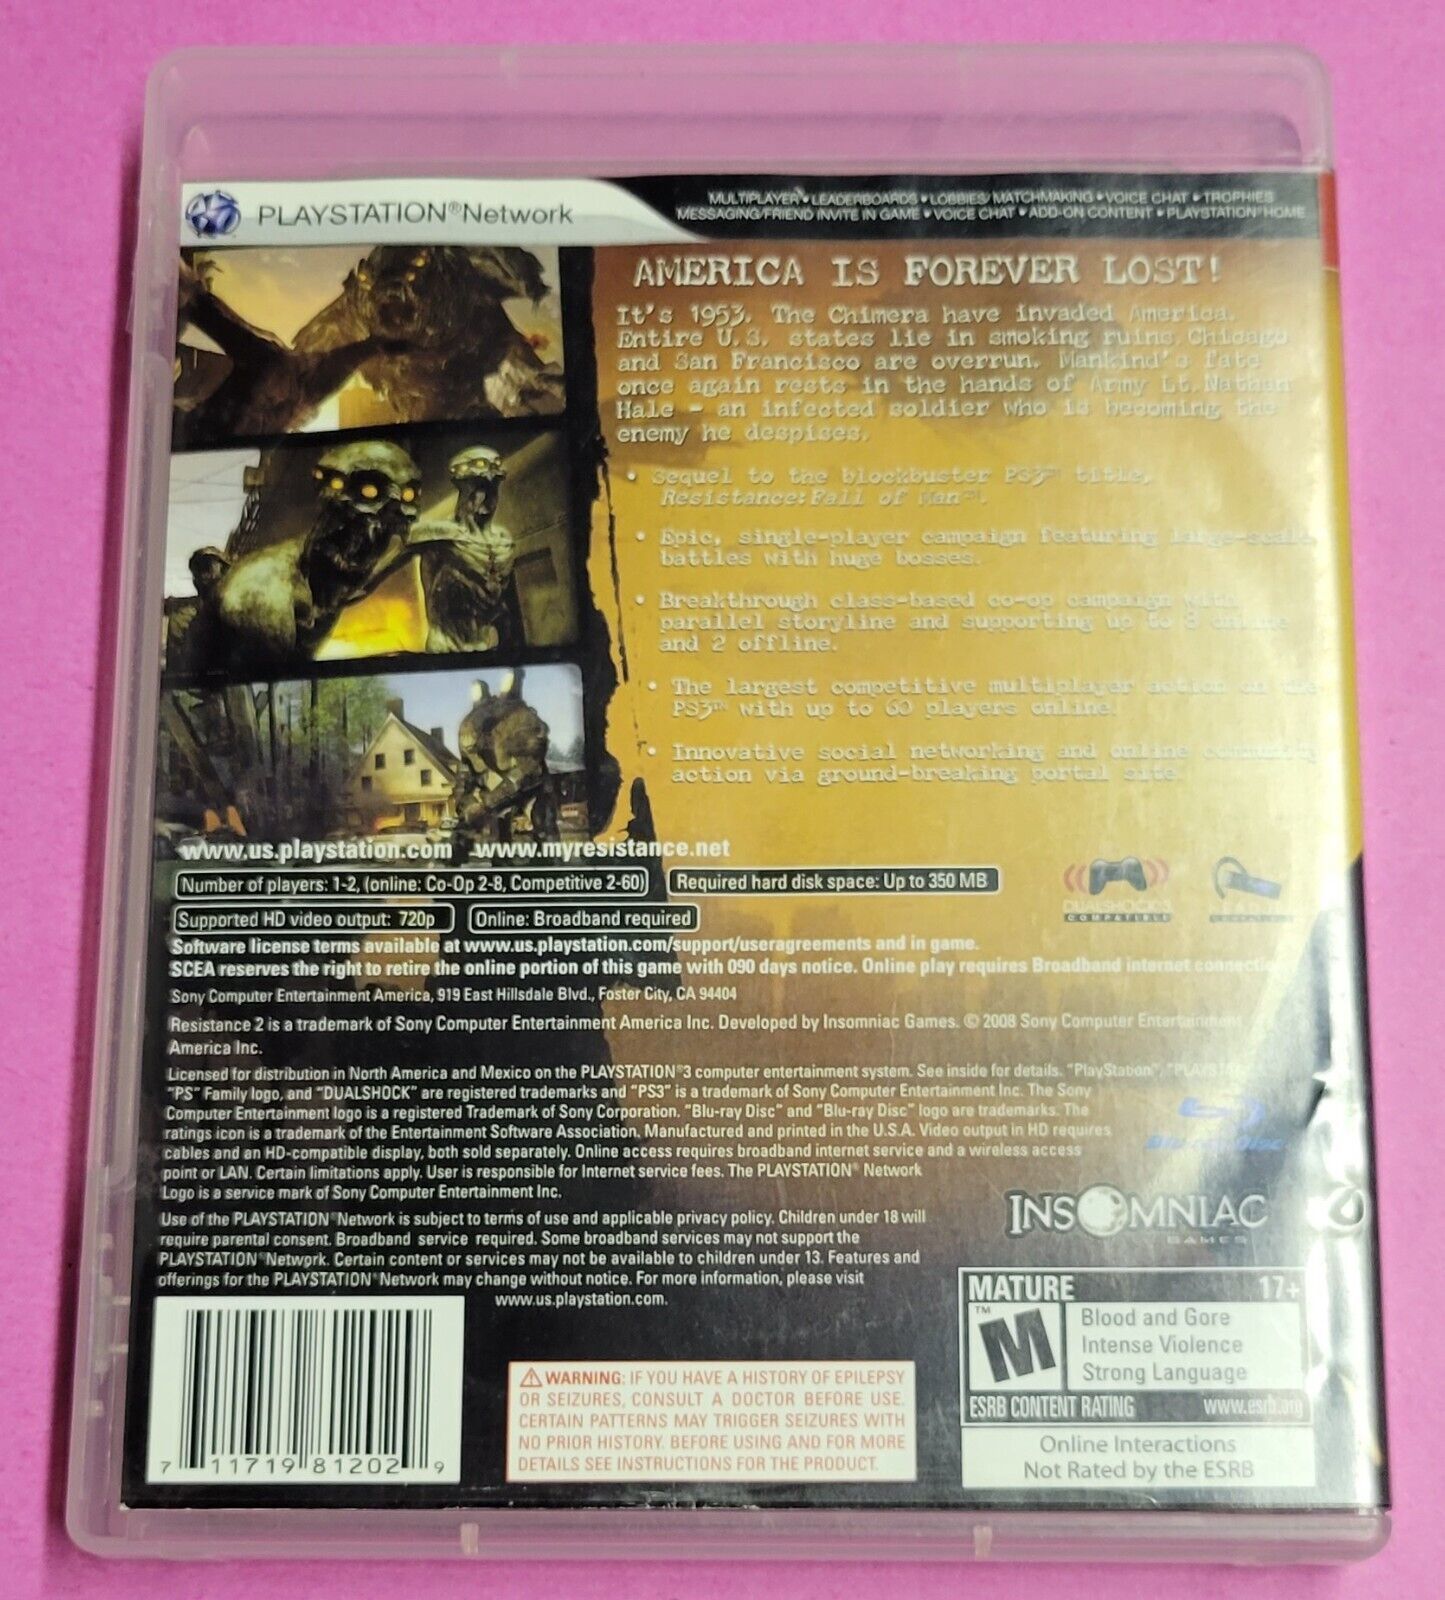 PLAYSTATION®Network
MULTIPLAYER • LEADERBOARDS • LOBBIES/MATCHMAKING • VOICE CHAT • TROPHIES
MESSAGING/FRIEND INVITE IN GAME • VOICE CHAT • ADD-ON CONTENT • PLAYSTATION®HOME
AMERICA IS FOREVER LOST!
It's 1953. The Chimera have invaded America.
Entire U.S. states lie in smoking ruins. Chicago
and San Francisco are overrun. Mankind's fate
once again rests in the hands of Army Lt. Nathan
Hale - an infected soldier who is becoming the
enemy he despises.
• Sequel to the blockbuster PS3™ title,
Resistance: Fall of Man™.
• Epic, single-player campaign featuring large-scale
battles with huge bosses.
• Breakthrough class-based co-op campaign with
parallel storyline and supporting up to 8 online
and 2 offline.
• The largest competitive multiplayer action on the
PS3™ with up to 60 players online!
• Innovative social networking and online community
action via ground-breaking portal site.
www.us.playstation.com www.myresistance.net
Number of players: 1-2, (online: Co-Op 2-8, Competitive 2-60) Required hard disk space: Up to 350 MB
Supported HD video output: 720p Online: Broadband required
DUALSHOCK®3
COMPATIBLE
HEADSET
COMPATIBLE
Software license terms available at www.us.playstation.com/support/useragreements and in game.
SCEA reserves the right to retire the online portion of this game with 090 days notice. Online play requires Broadband internet connection.
Sony Computer Entertainment America, 919 East Hillsdale Blvd., Foster City, CA 94404
Resistance 2 is a trademark of Sony Computer Entertainment America Inc. Developed by Insomniac Games. © 2008 Sony Computer Entertainment
America Inc.
Licensed for distribution in North America and Mexico on the PLAYSTATION®3 computer entertainment system. See inside for details. "PlayStation",
"PS" Family logo, and "DUALSHOCK" are registered trademarks and "PS3" is a trademark of Sony Computer Entertainment Inc. The Sony
Computer Entertainment logo is a registered Trademark of Sony Corporation. "Blu-ray Disc" and "Blu-ray Disc" logo are trademarks. The
ratings icon is a trademark of the Entertainment Software Association. Manufactured and printed in the U.S.A. Video output in HD requires
cables and an HD-compatible display, both sold separately. Online access requires broadband internet service and a wireless access
point or LAN. Certain limitations apply. User is responsible for Internet service fees. The PLAYSTATION® Network
Logo is a service mark of Sony Computer Entertainment Inc.
Blu-ray Disc
Use of the PLAYSTATION®Network is subject to terms of use and applicable privacy policy. Children under 18 will
require parental consent. Broadband service required. Some broadband services may not support the
PLAYSTATION®Network. Certain content or services may not be available to children under 13. Features and
offerings for the PLAYSTATION®Network may change without notice. For more information, please visit
www.us.playstation.com.
INSOMNIAC
GAMES
7 11719 81202 9
WARNING: IF YOU HAVE A HISTORY OF EPILEPSY
OR SEIZURES, CONSULT A DOCTOR BEFORE USE.
CERTAIN PATTERNS MAY TRIGGER SEIZURES WITH
NO PRIOR HISTORY. BEFORE USING AND FOR MORE
DETAILS SEE INSTRUCTIONS FOR THE PRODUCT.
MATURE 17+
M™
Blood and Gore
Intense Violence
Strong Language
ESRB CONTENT RATING www.esrb.org
Online Interactions
Not Rated by the ESRB